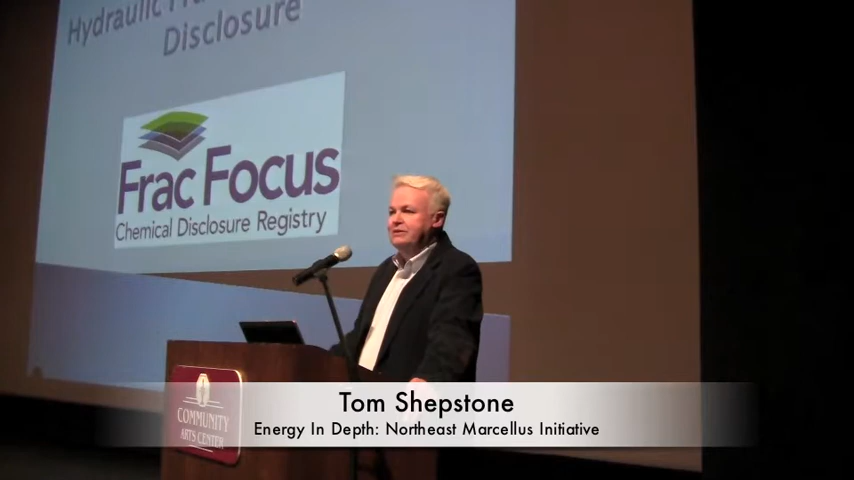 Hydraulic
Disclosure
Frac Focus
Chemical Disclosure Registry
COMMUNITY
ARTS CENTER
Tom Shepstone
Energy In Depth: Northeast Marcellus Initiative